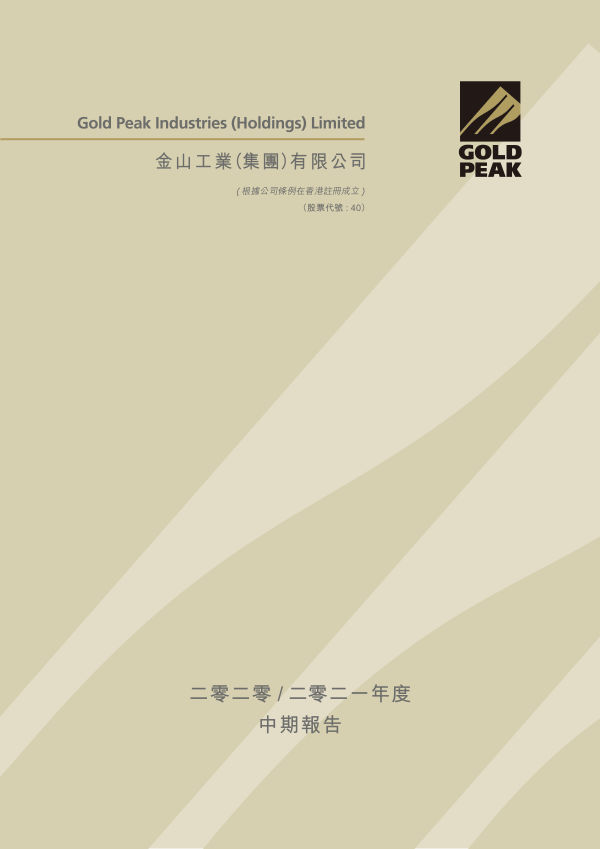 Gold Peak Industries (Holdings) Limited
金山工業(集團)有限公司
(根據公司條例在香港註冊成立)
（股票代號 : 40）
GOLD
PEAK
二零二零 / 二零二一年度
中期報告